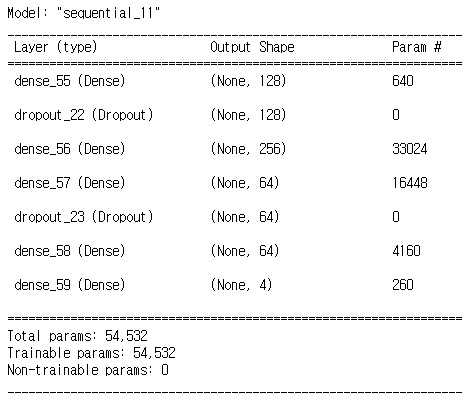 Model: "sequential_11"
_________________________________________________________________
Layer (type) Output Shape Param #
=================================================================
dense_55 (Dense) (None, 128) 640
dropout_22 (Dropout) (None, 128) 0
dense_56 (Dense) (None, 256) 33024
dense_57 (Dense) (None, 64) 16448
dropout_23 (Dropout) (None, 64) 0
dense_58 (Dense) (None, 64) 4160
dense_59 (Dense) (None, 4) 260
=================================================================
Total params: 54,532
Trainable params: 54,532
Non-trainable params: 0
_________________________________________________________________